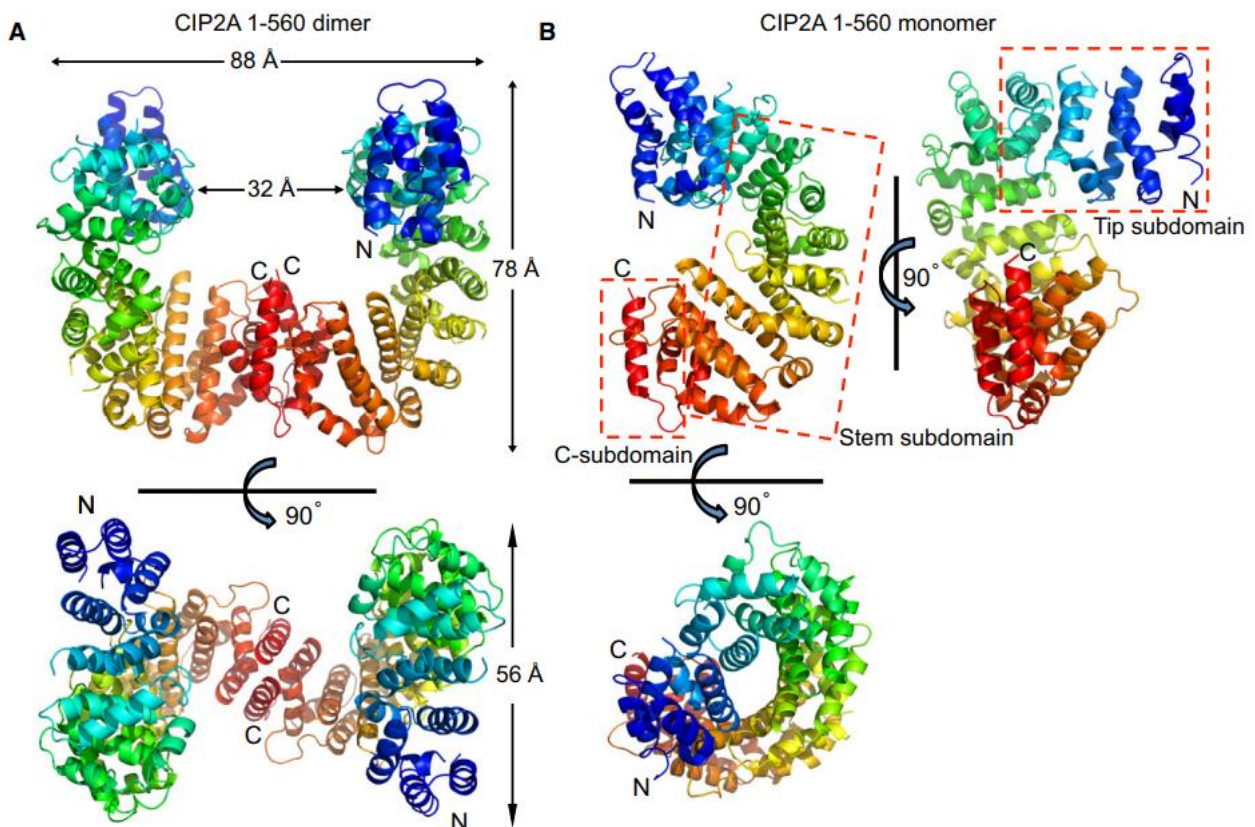 A
CIP2A 1-560 dimer
88 Å
32 Å
N
C C
78 Å
90°
N
C
C
56 Å
N
B
CIP2A 1-560 monomer
N
C
C-subdomain
Stem subdomain
90°
N
Tip subdomain
C
90°
C
N